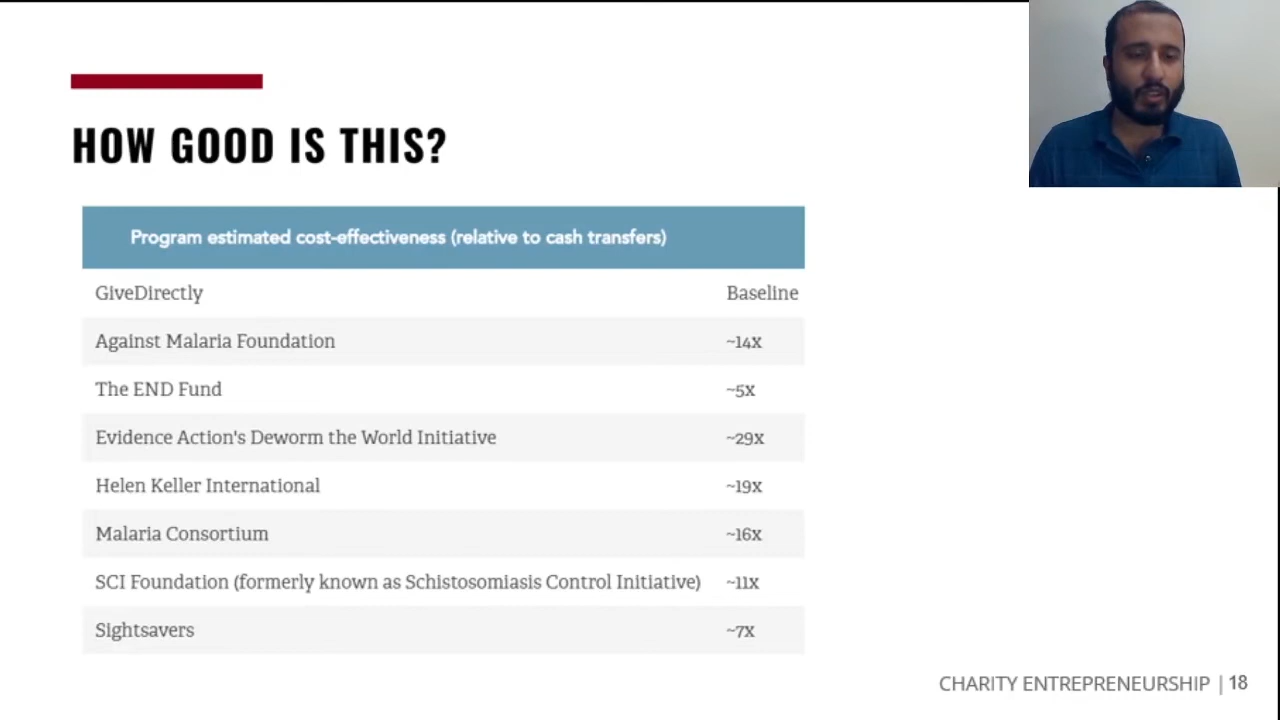 HOW GOOD IS THIS?
Program estimated cost-effectiveness (relative to cash transfers)
GiveDirectly Baseline
Against Malaria Foundation ~14x
The END Fund ~5x
Evidence Action's Deworm the World Initiative ~29x
Helen Keller International ~19x
Malaria Consortium ~16x
SCI Foundation (formerly known as Schistosomiasis Control Initiative) ~11x
Sightsavers ~7x
CHARITY ENTREPRENEURSHIP | 18